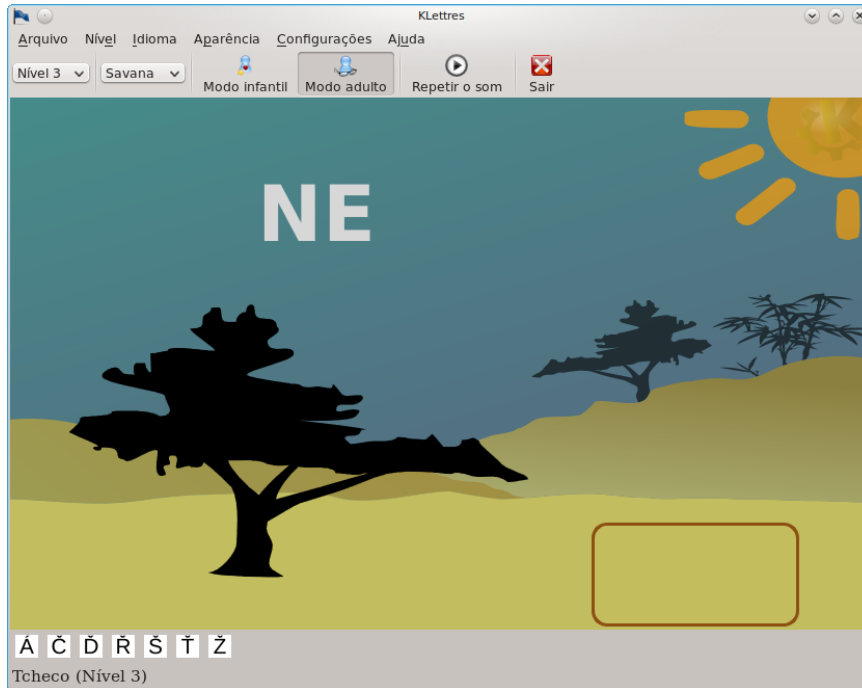 KLettres
Arquivo Nível Idioma Aparência Configurações Ajuda
Nível 3 Savana Modo infantil Modo adulto Repetir o som Sair
NE
Á Č Ď Ř Š Ť Ž
Tcheco (Nível 3)